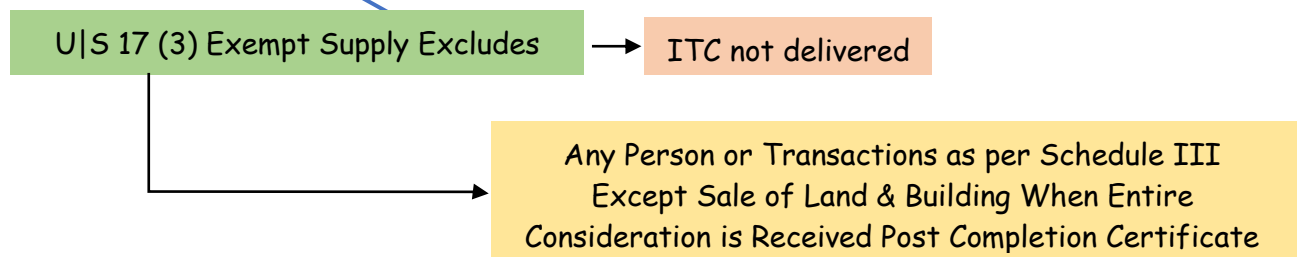 U|S 17 (3) Exempt Supply Excludes
ITC not delivered
Any Person or Transactions as per Schedule III
Except Sale of Land & Building When Entire
Consideration is Received Post Completion Certificate